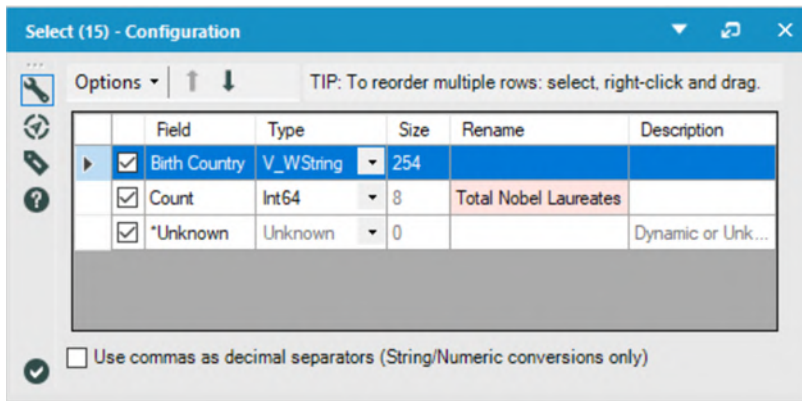 Select (15) - Configuration
Options TIP: To reorder multiple rows: select, right-click and drag.
Field Type Size Rename Description
Birth Country V_WString 254
Count Int64 8 Total Nobel Laureates
*Unknown Unknown 0 Dynamic or Unk...
Use commas as decimal separators (String/Numeric conversions only)